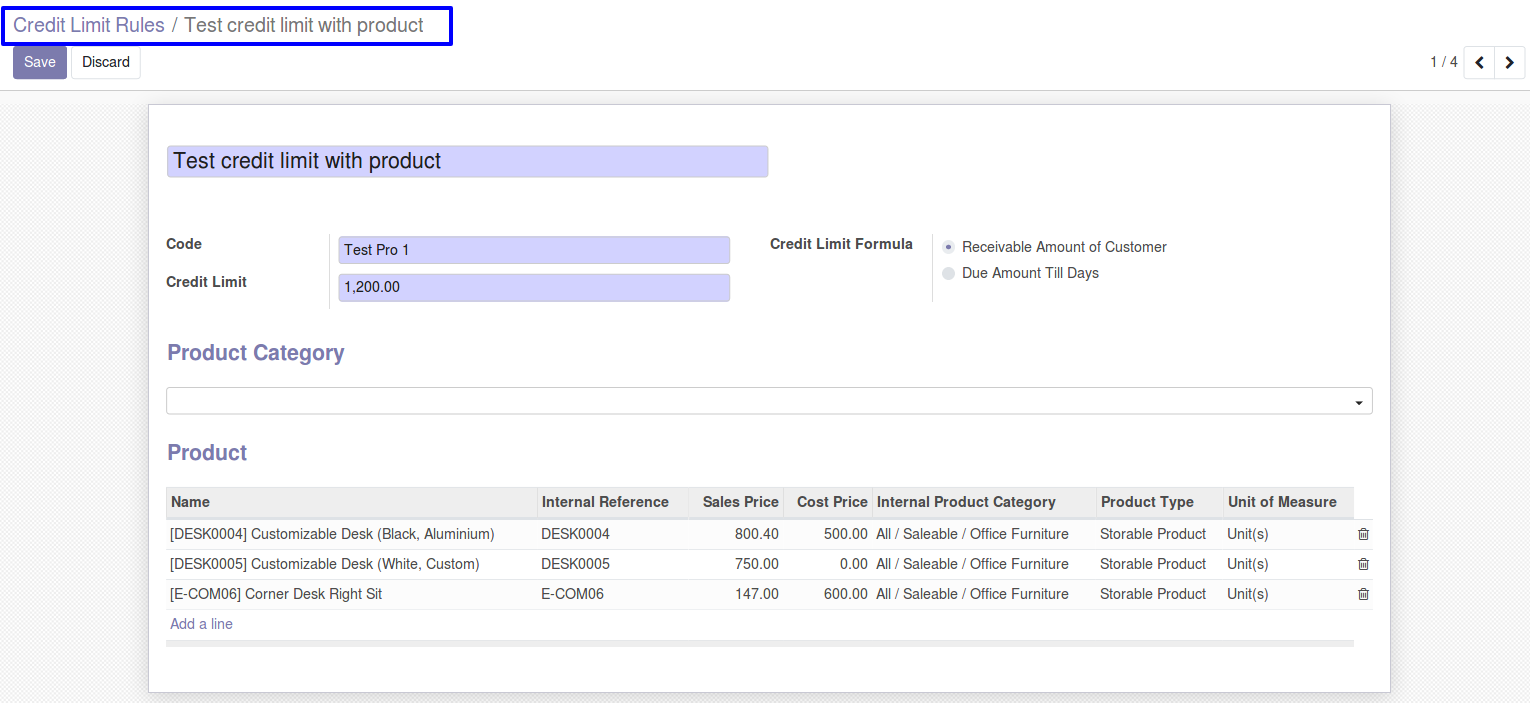 Credit Limit Rules / Test credit limit with product
Save Discard 1 / 4
Test credit limit with product
Code Test Pro 1 Credit Limit Formula Receivable Amount of Customer
Credit Limit 1,200.00 Due Amount Till Days
Product Category
Product
Name Internal Reference Sales Price Cost Price Internal Product Category Product Type Unit of Measure
[DESK0004] Customizable Desk (Black, Aluminium) DESK0004 800.40 500.00 All / Saleable / Office Furniture Storable Product Unit(s)
[DESK0005] Customizable Desk (White, Custom) DESK0005 750.00 0.00 All / Saleable / Office Furniture Storable Product Unit(s)
[E-COM06] Corner Desk Right Sit E-COM06 147.00 600.00 All / Saleable / Office Furniture Storable Product Unit(s)
Add a line